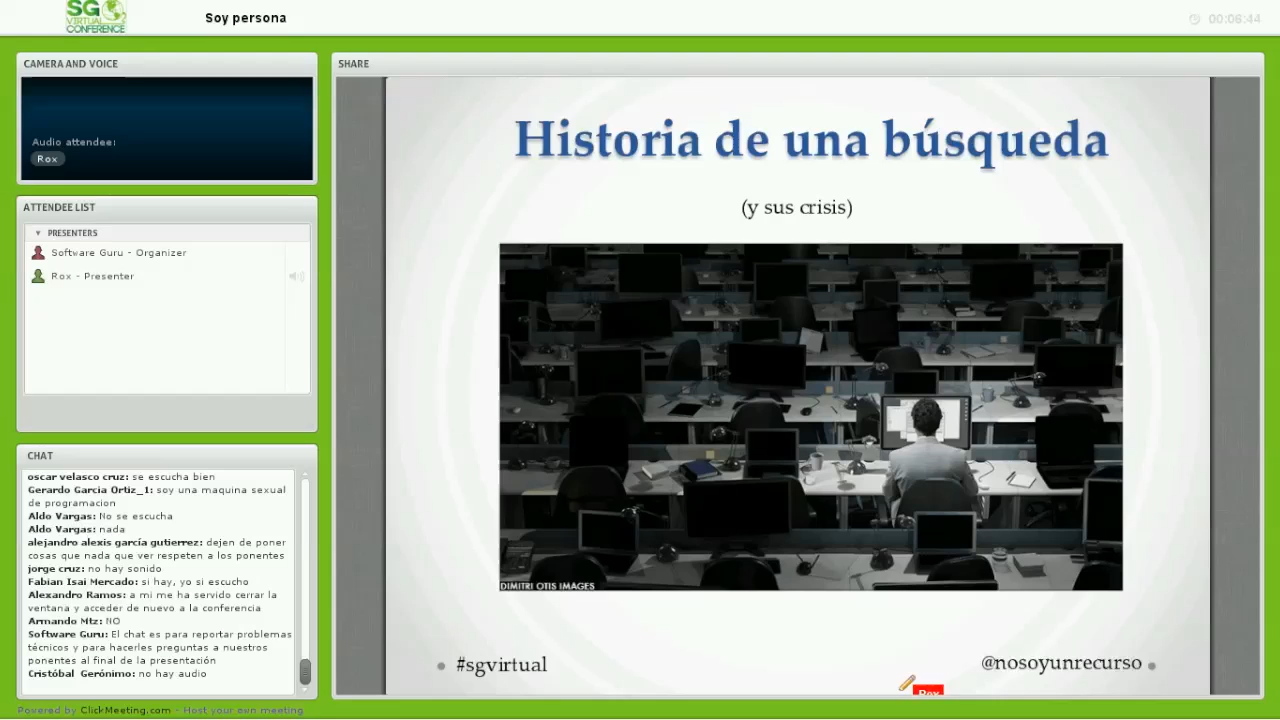 SG
VIRTUAL
CONFERENCE
Soy persona
00:06:44
CAMERA AND VOICE
Audio attendee:
Rox
ATTENDEE LIST
PRESENTERS
Software Guru - Organizer
Rox - Presenter
CHAT
oscar velasco cruz: se escucha bien
Gerardo Garcia Ortiz_1: soy una maquina sexual
de programacion
Aldo Vargas: No se escucha
Aldo Vargas: nada
alejandro alexis garcía gutierrez: dejen de poner
cosas que nada que ver respeten a los ponentes
jorge cruz: no hay sonido
Fabian Isai Mercado: si hay, yo si escucho
Alexandro Ramos: a mi me ha servido cerrar la
ventana y acceder de nuevo a la conferencia
Armando Mtz: NO
Software Guru: El chat es para reportar problemas
técnicos y para hacerles preguntas a nuestros
ponentes al final de la presentación
Cristóbal Gerónimo: no hay audio
Powered by ClickMeeting.com - Host your own meeting
SHARE
Historia de una búsqueda
(y sus crisis)
DIMITRI OTIS IMAGES
#sgvirtual
@nosoyunrecurso
Rox